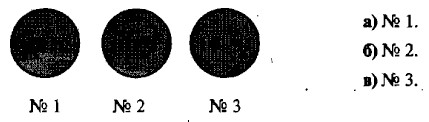 а) № 1.
б) № 2.
в) № 3.
№ 1 № 2 № 3